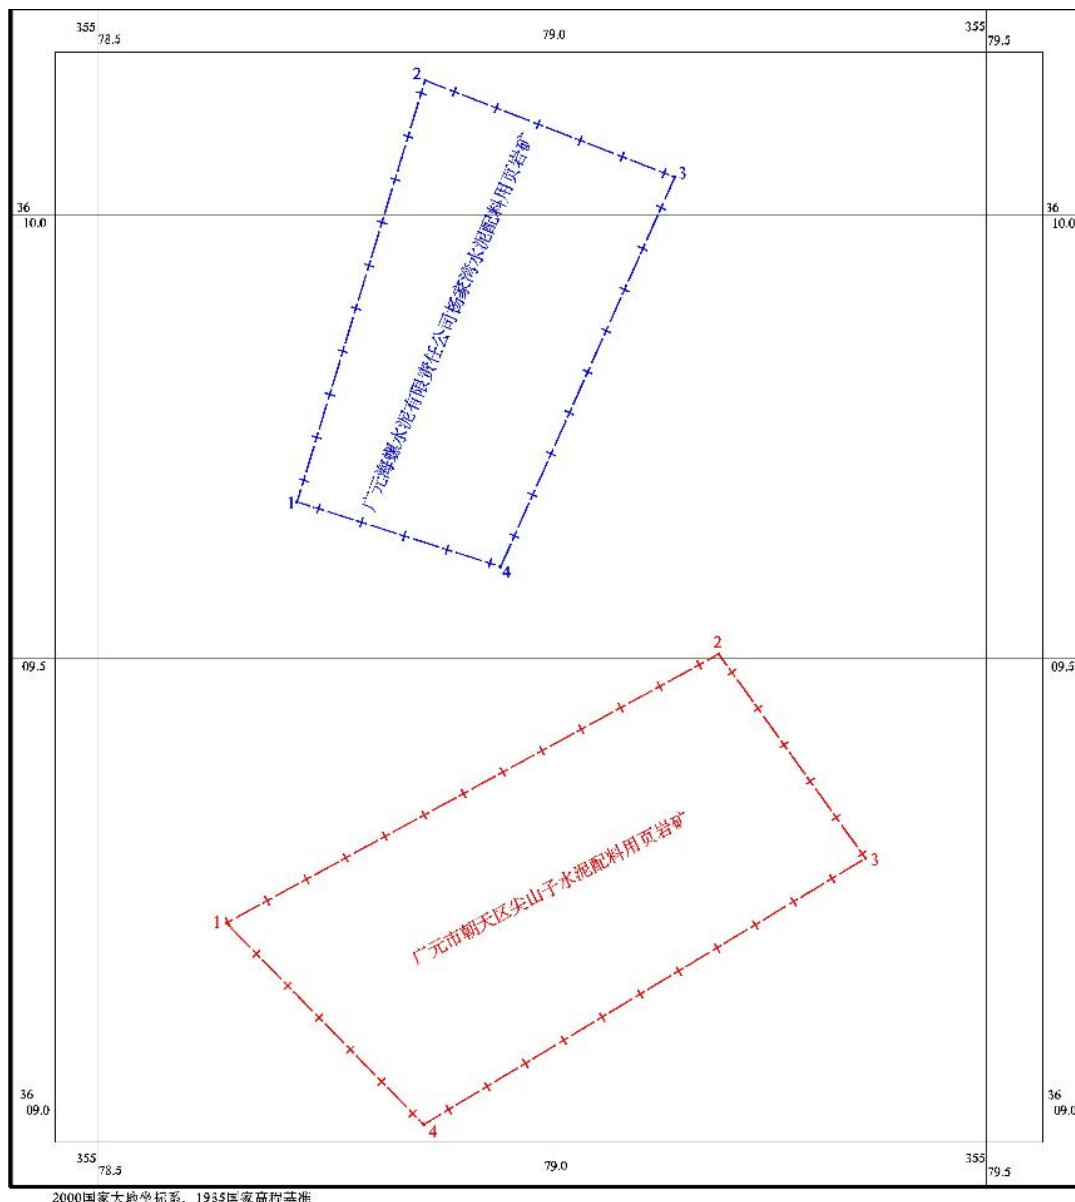 355 78.5 79.0 355 79.5
2
3
36 10.0 36 10.0
广元海螺水泥有限责任公司杨家湾水泥配料用页岩矿
1
4
09.5 09.5
2
广元市朝天区尖山子水泥配料用页岩矿
3
1
36 09.0 36 09.0
4
355 78.5 79.0 355 79.5
2000国家大地坐标系，1985国家高程基准